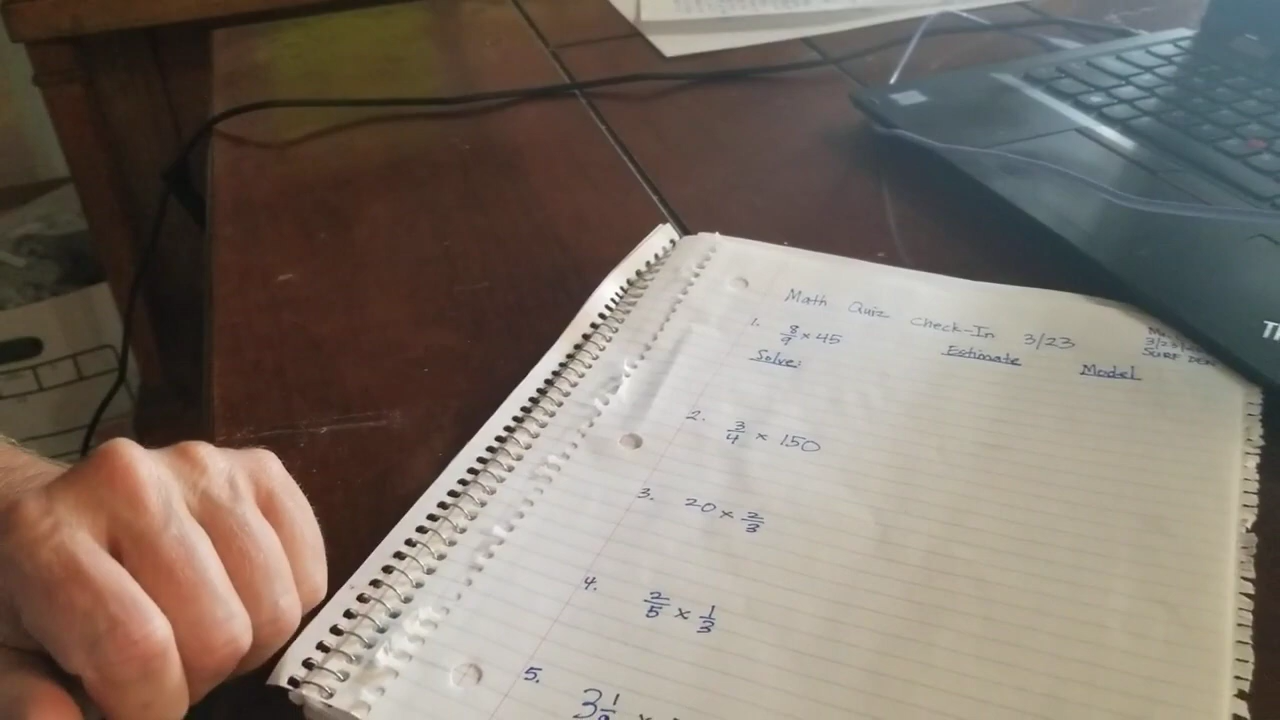 Math Quiz Check-In 3/23
1. 8/9 × 45
Solve: Estimate Model
2. 3/4 × 150
3. 20 × 2/3
4. 2/5 × 1/3
5.